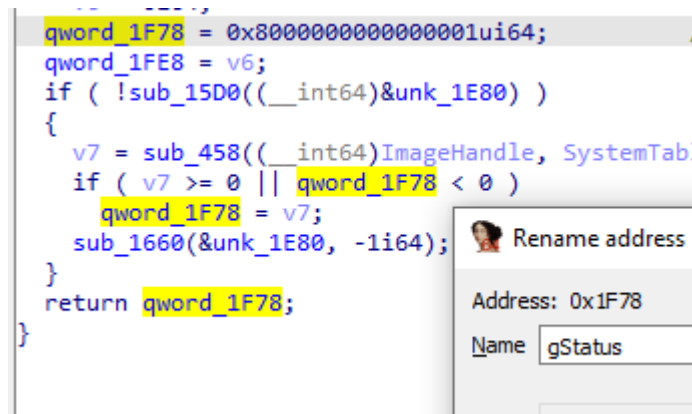 qword_1F78 = 0x8000000000000001ui64;
qword_1FE8 = v6;
if ( !sub_15D0((__int64)&unk_1E80) )
{
v7 = sub_458((__int64)ImageHandle, SystemTabl
if ( v7 >= 0 || qword_1F78 < 0 )
qword_1F78 = v7;
sub_1660(&unk_1E80, -1i64);
}
return qword_1F78;
}
Rename address
Address: 0x1F78
Name gStatus